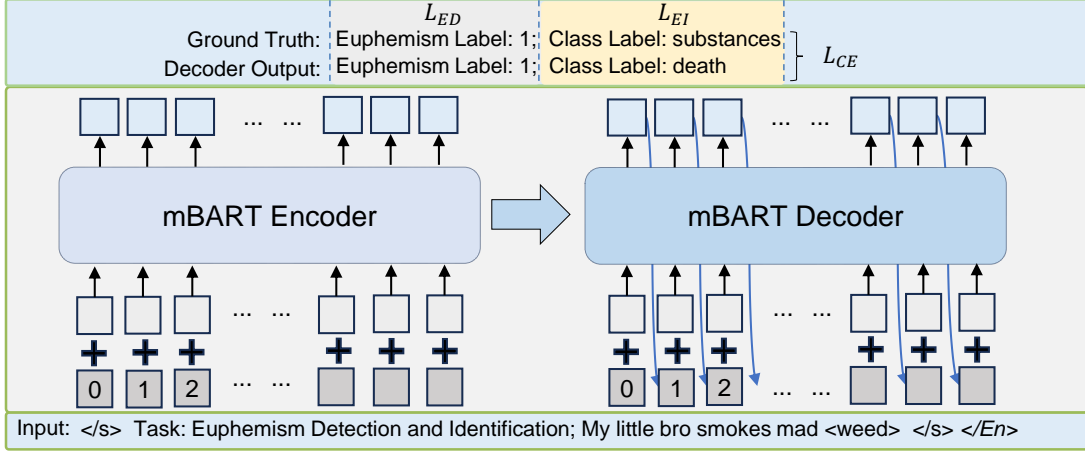 L_ED L_EI
Ground Truth: Euphemism Label: 1; Class Label: substances
Decoder Output: Euphemism Label: 1; Class Label: death
L_CE
... ... ... ...
mBART Encoder mBART Decoder
... ... ... ...
+ + + + + + + + + + + +
0 1 2 ... ... 0 1 2 ... ...
Input: </s> Task: Euphemism Detection and Identification; My little bro smokes mad <weed> </s> </En>